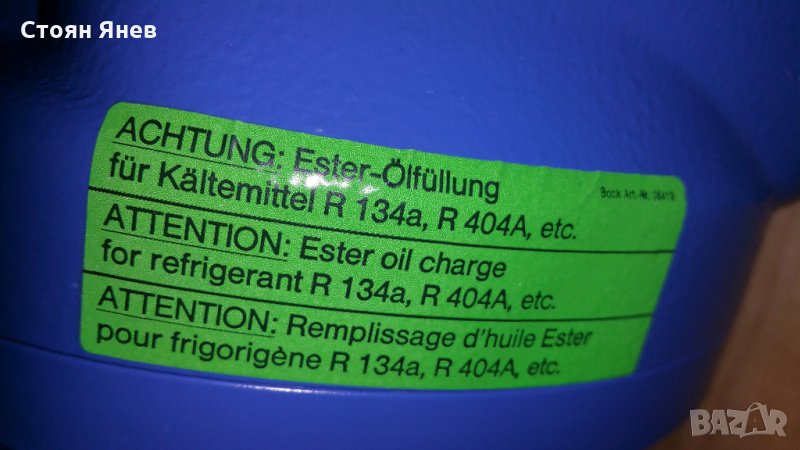 Стоян Янев
ACHTUNG: Ester-Ölfüllung
für Kältemittel R 134a, R 404A, etc.
Bock Art.-Nr. 08419
ATTENTION: Ester oil charge
for refrigerant R 134a, R 404A, etc.
ATTENTION: Remplissage d'huile Ester
pour frigorigène R 134a, R 404A, etc.
BAZAR